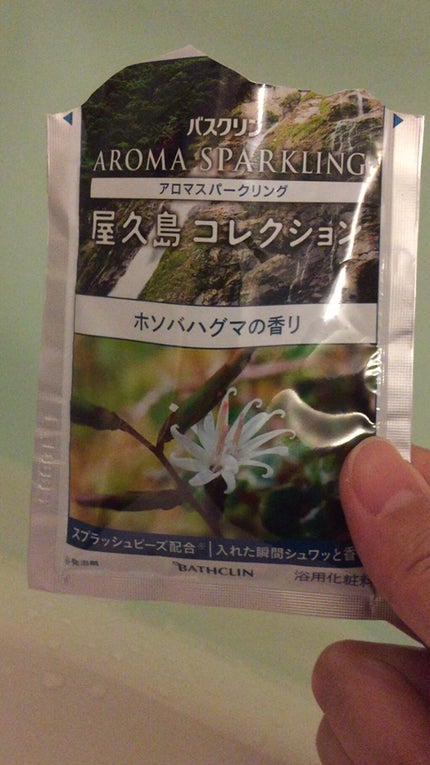 バスクリン
AROMA SPARKLING
アロマスパークリング
屋久島 コレクション
ホソバハグマの香り
スプラッシュビーズ配合※ | 入れた瞬間シュワッと香
※発泡剤
BATHCLIN
浴用化粧料